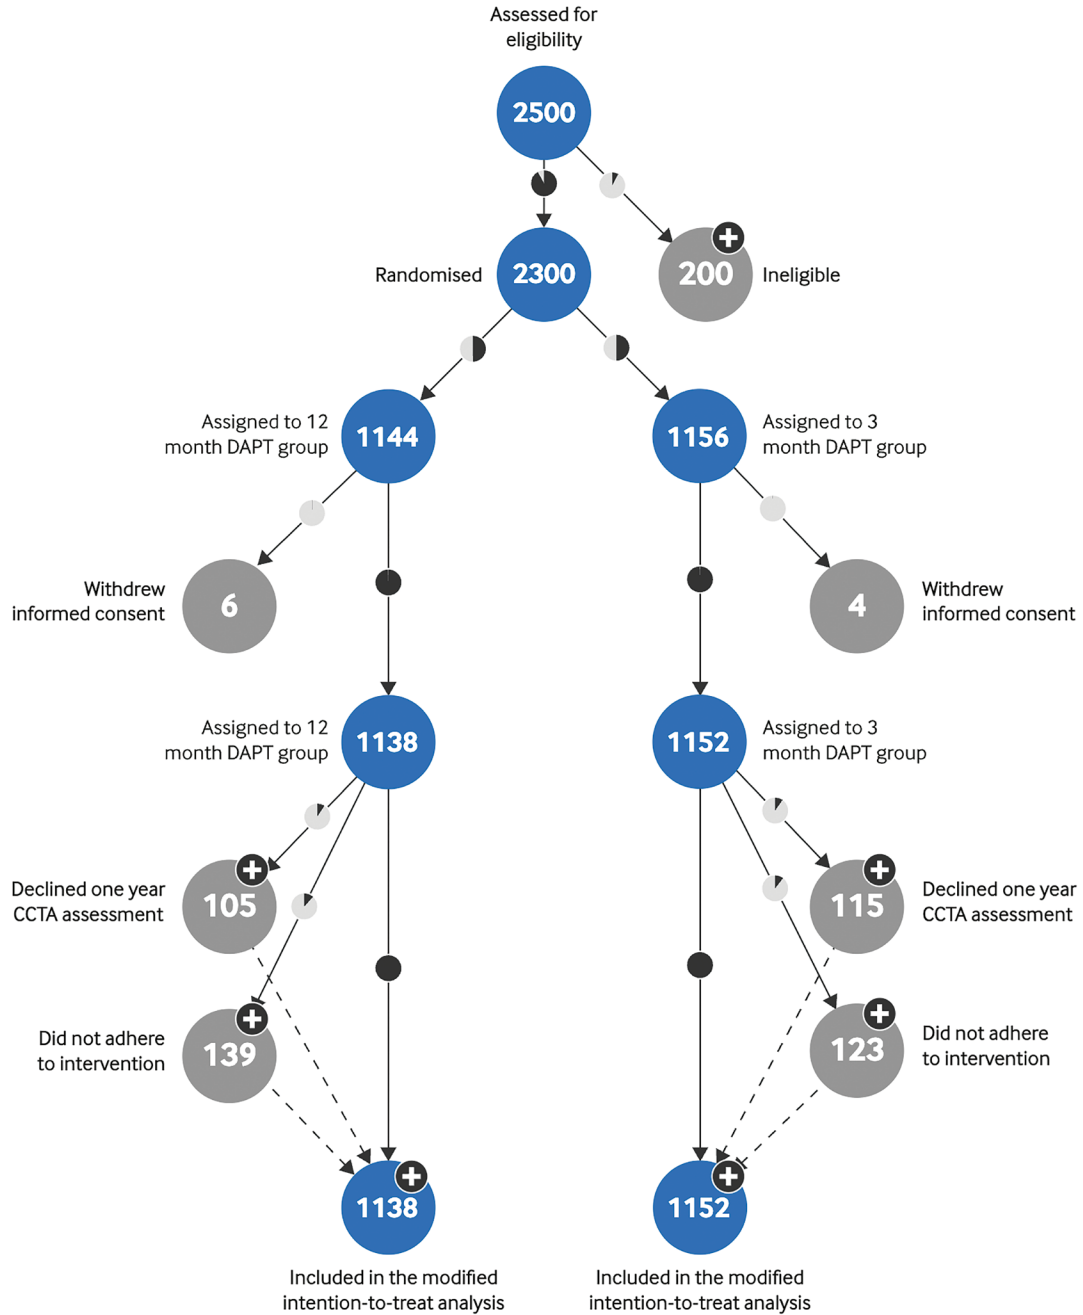 Assessed for
eligibility
2500
Randomised
2300
200
Ineligible
Assigned to 12
month DAPT group
1144
1156
Assigned to 3
month DAPT group
Withdrew
informed consent
6
4
Withdrew
informed consent
Assigned to 12
month DAPT group
1138
1152
Assigned to 3
month DAPT group
Declined one year
CCTA assessment
105
115
Declined one year
CCTA assessment
Did not adhere
to intervention
139
123
Did not adhere
to intervention
1138
1152
Included in the modified
intention-to-treat analysis
Included in the modified
intention-to-treat analysis